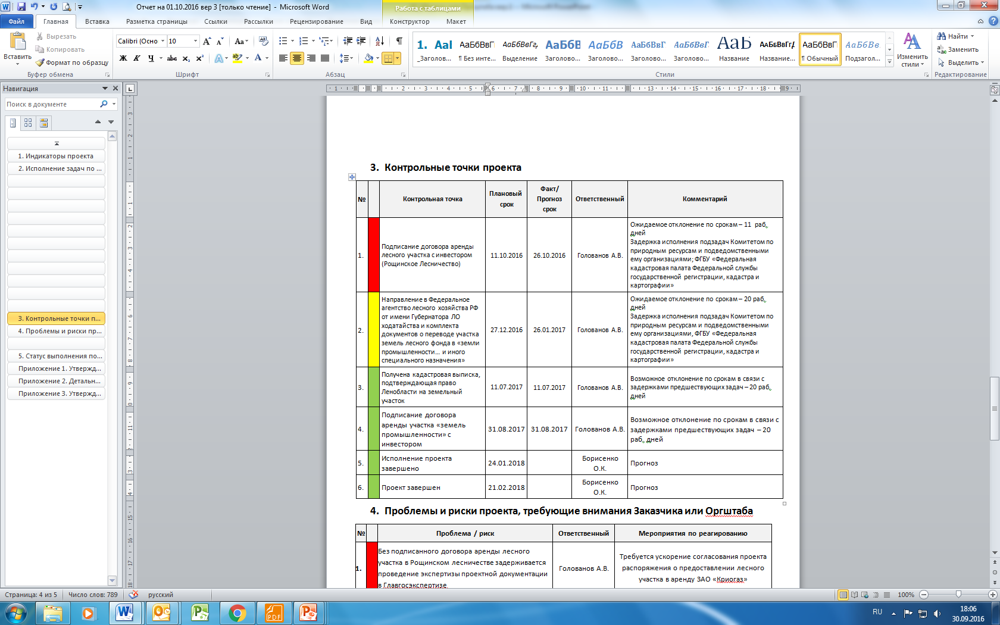 Отчет на 01.10.2016 вер 3 [только чтение] - Microsoft Word
Работа с таблицами
Файл
Главная
Вставка
Разметка страницы
Ссылки
Рассылки
Рецензирование
Вид
Конструктор
Макет
Вставить
Вырезать
Копировать
Формат по образцу
Буфер обмена
Calibri (Осно
10
Шрифт
Абзац
_Заголов...
¶ Без инте...
Выделение
Заголово...
Заголово...
Заголово...
Заголово...
Название
Название...
¶ Обычный
Подзагол...
Стили
Изменить
стили
Найти
Заменить
Выделить
Редактирование
Навигация
Поиск в документе
1. Индикаторы проекта
2. Исполнение задач по ...
3. Контрольные точки п...
4. Проблемы и риски пр...
5. Статус выполнения по...
Приложение 1. Утвержд...
Приложение 2. Детальн...
Приложение 3. Утвержд...
3. Контрольные точки проекта
№
Контрольная точка
Плановый
срок
Факт/
Прогноз
срок
Ответственный
Комментарий
1.
Подписание договора аренды
лесного участка с инвестором
(Рощинское Лесничество)
11.10.2016
26.10.2016
Голованов А.В.
Ожидаемое отклонение по срокам – 11 раб.
дней
Задержка исполнения подзадач Комитетом по
природным ресурсам и подведомственными
ему организациями; ФГБУ «Федеральная
кадастровая палата Федеральной службы
государственной регистрации, кадастра и
картографии»
2.
Направление в Федеральное
агентство лесного хозяйства РФ
от имени Губернатора ЛО
ходатайства и комплекта
документов о переводе участка
земель лесного фонда в «земли
промышленности... и иного
специального назначения»
27.12.2016
26.01.2017
Голованов А.В.
Ожидаемое отклонение по срокам – 20 раб.
дней
Задержка исполнения подзадач Комитетом по
природным ресурсам и подведомственными
ему организациями, ФГБУ «Федеральная
кадастровая палата Федеральной службы
государственной регистрации, кадастра и
картографии»
3.
Получена кадастровая выписка,
подтверждающая право
Ленобласти на земельный
участок
11.07.2017
11.07.2017
Голованов А.В.
Возможное отклонение по срокам в связи с
задержками предшествующих задач – 20 раб.
дней
4.
Подписание договора
аренды участка «земель
промышленности» с
инвестором
31.08.2017
31.08.2017
Голованов А.В.
Возможное отклонение по срокам в связи с
задержками предшествующих задач – 20
раб. дней
5.
Исполнение проекта
завершено
24.01.2018
Борисенко
О.К.
Прогноз
6.
Проект завершен
21.02.2018
Борисенко
О.К.
Прогноз
4. Проблемы и риски проекта, требующие внимания Заказчика или Оргштаба
№
Проблема / риск
Ответственный
Мероприятия по реагированию
1.
Без подписанного договора аренды лесного
участка в Рощинском лесничестве задерживается
проведение экспертизы проектной документации
в Главгосэкспертизе
Голованов А.В.
Требуется ускорение согласования проекта
распоряжения о предоставлении лесного
участка в аренду ЗАО «Криогаз»
Страница: 4 из 5
Число слов: 789
русский
100%
RU
18:06
30.09.2016